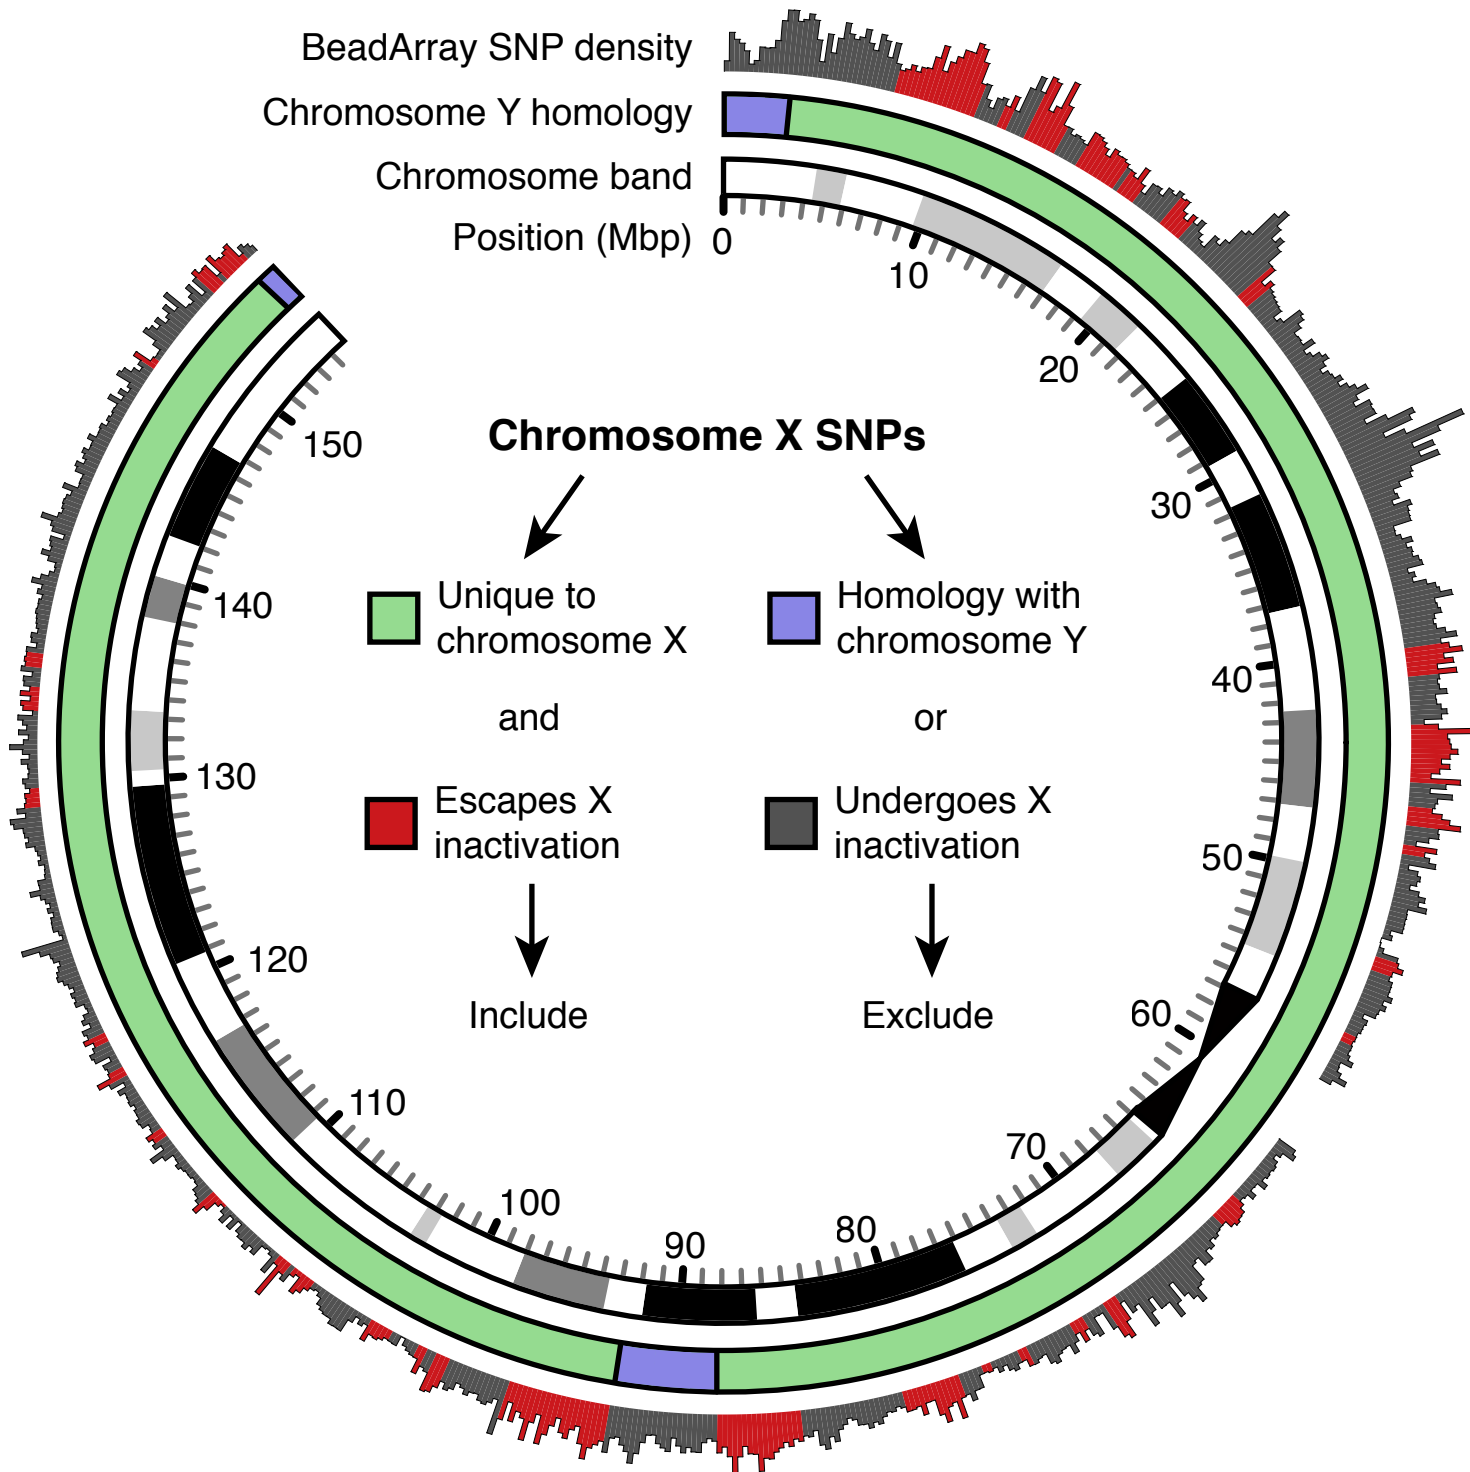 BeadArray SNP density
Chromosome Y homology
Chromosome band
Position (Mbp)
0
10
20
30
40
50
60
70
80
90
100
110
120
130
140
150
Chromosome X SNPs
Unique to
chromosome X
and
Escapes X
inactivation
Include
Homology with
chromosome Y
or
Undergoes X
inactivation
Exclude